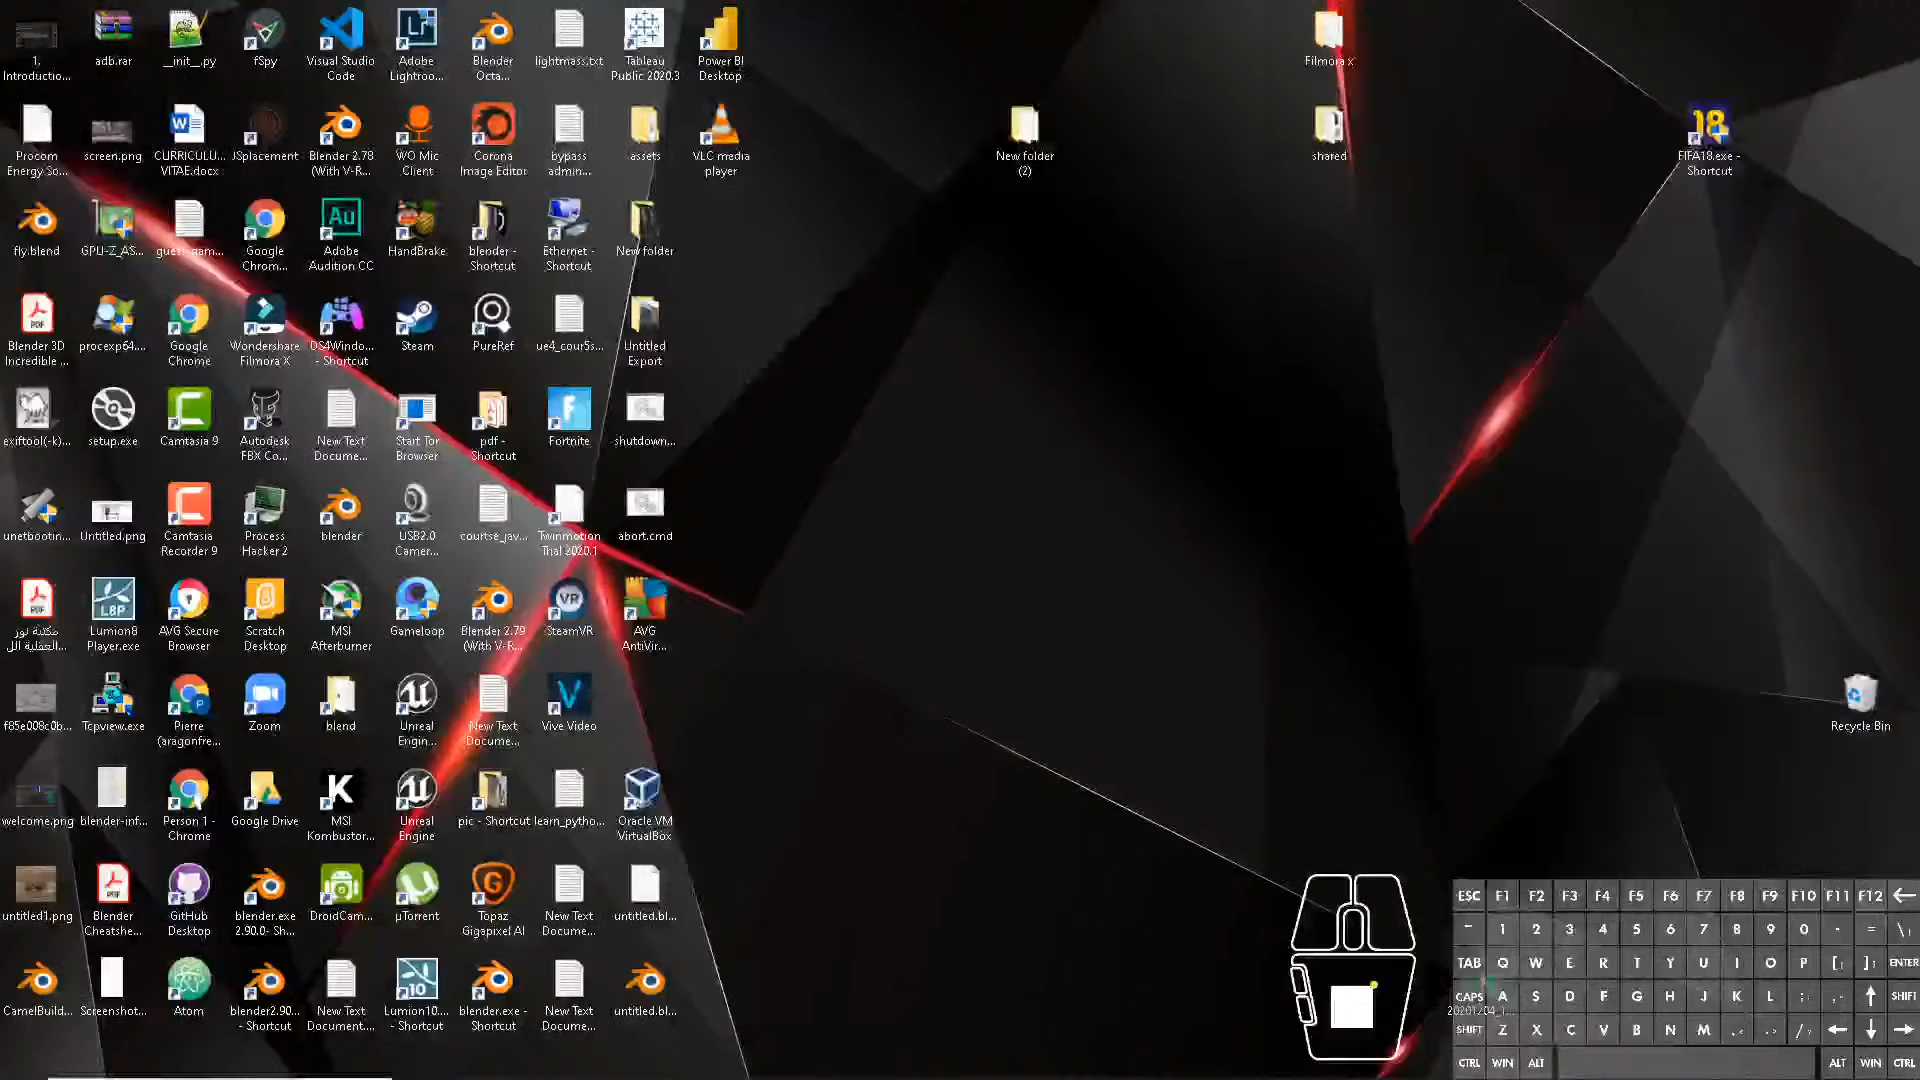 1.
Introductio...
adb.rar
__init__.py
fSpy
Visual Studio
Code
Adobe
Lightroo...
Blender
Octa...
lightmass.txt
Tableau
Public 2020.3
Power BI
Desktop
Filmora x
Procom
Energy So...
screen.png
CURRICULU...
VITAE.docx
JSplacement
Blender 2.78
(With V-R...
WO Mic
Client
Corona
Image Editor
bypass
admin...
assets
VLC media
player
New folder
(2)
shared
FIFA18.exe -
Shortcut
fly.blend
GPU-Z_AS...
Google
Chrom...
Adobe
Audition CC
HandBrake
blender -
Shortcut
Ethernet -
Shortcut
New folder
Blender 3D
Incredible ...
procexp64....
Google
Chrome
Wondershare
Filmora X
DS4Windo...
- Shortcut
Steam
PureRef
ue4_cour5s...
Untitled
Export
exiftool(-k)...
setup.exe
Camtasia 9
Autodesk
FBX Co...
New Text
Docume...
Start Tor
Browser
pdf -
Shortcut
Fortnite
shutdown...
unetbootin...
Untitled.png
Camtasia
Recorder 9
Process
Hacker 2
blender
USB2.0
Camer...
courtse_jav...
Twinmotion
Trial 2020.1
abort.cmd
مكتبة نور
Lumion8
Player.exe
AVG Secure
Browser
Scratch
Desktop
MSI
Afterburner
Gameloop
Blender 2.79
(With V-R...
SteamVR
AVG
AntiVir...
f85e008c0b...
Tcpview.exe
Pierre
(aragonfre...
Zoom
blend
Unreal
Engin...
New Text
Docume...
Vive Video
Recycle Bin
welcome.png
blender-inf...
Person 1 -
Chrome
Google Drive
MSI
Kombustor...
Unreal
Engine
pic - Shortcut
learn_pytho...
Oracle VM
VirtualBox
untitled1.png
Blender
Cheatshe...
GitHub
Desktop
blender.exe
2.90.0- Sh...
DroidCam...
µTorrent
Topaz
Gigapixel AI
New Text
Docume...
untitled.bl...
CamelBuild...
Screenshot...
Atom
blender2.90...
- Shortcut
New Text
Document....
Lumion10....
- Shortcut
blender.exe -
Shortcut
New Text
Docume...
untitled.bl...
ESC F1 F2 F3 F4 F5 F6 F7 F8 F9 F10 F11 F12 ←
~ 1 2 3 4 5 6 7 8 9 0 - = \
TAB Q W E R T Y U I O P [ ] ENTER
CAPS A S D F G H J K L ; ↑ SHIFT
20201204_1...
SHIFT Z X C V B N M / ← ↓ →
CTRL WIN ALT ALT WIN CTRL